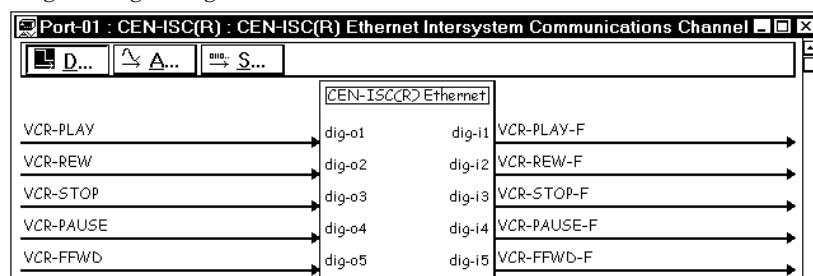 Port-01 : CEN-ISC(R) : CEN-ISC(R) Ethernet Intersystem Communications Channel
D... A... S...
CEN-ISC(R) Ethernet
VCR-PLAY dig-o1 dig-i1 VCR-PLAY-F
VCR-REW dig-o2 dig-i2 VCR-REW-F
VCR-STOP dig-o3 dig-i3 VCR-STOP-F
VCR-PAUSE dig-o4 dig-i4 VCR-PAUSE-F
VCR-FFWD dig-o5 dig-i5 VCR-FFWD-F